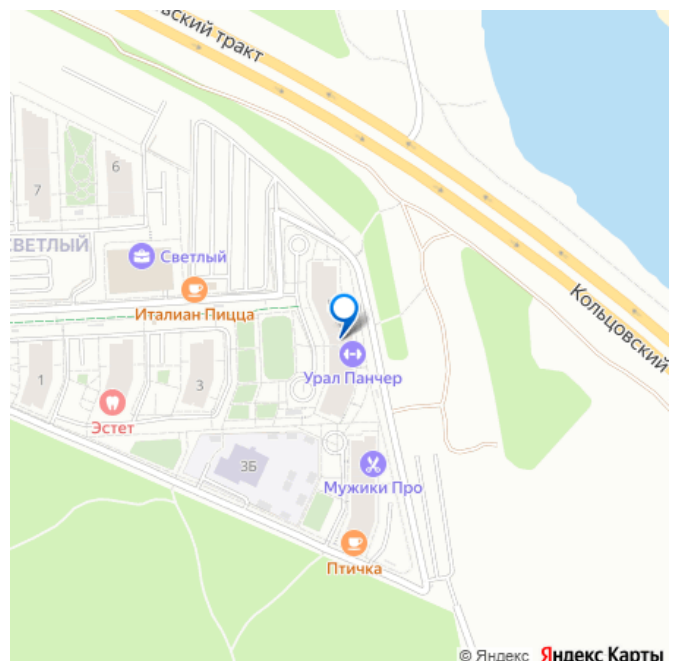 вский тракт
6
7
СВЕТЛЫЙ
Светлый
Италиан Пицца
Кольцовский
Урал Панчер
1
3
Эстет
3Б
Мужики Про
Птичка
© Яндекс Яндекс Карты